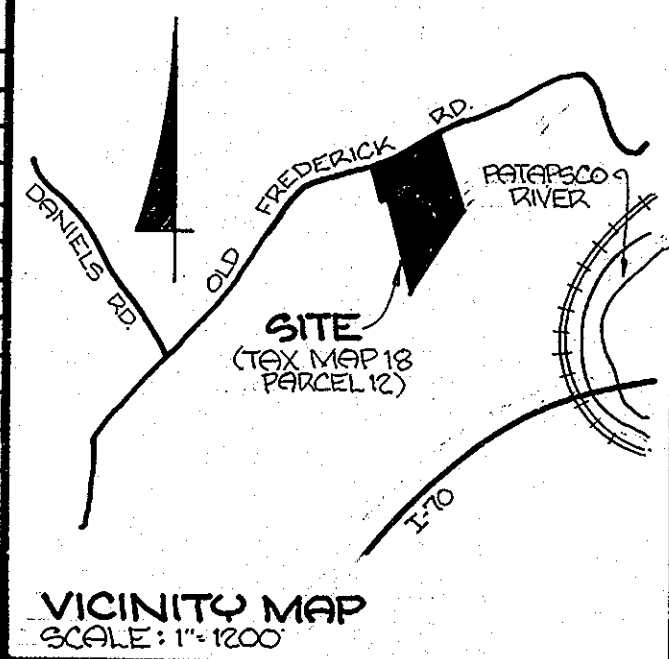 OLD FREDERICK RD.
DANIELS RD.
PATAPSCO
RIVER
SITE
(TAX MAP 18
PARCEL 12)
I-70
VICINITY MAP
SCALE: 1"=1200'